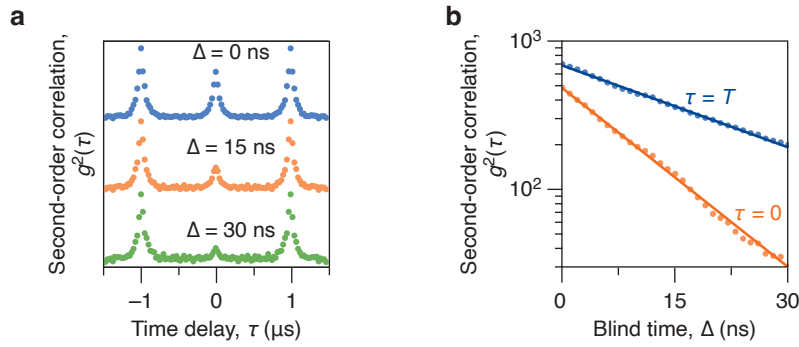 a
Second-order correlation,
g²(τ)
Δ = 0 ns
Δ = 15 ns
Δ = 30 ns
−1
0
1
Time delay, τ (µs)
b
Second-order correlation,
g²(τ)
10³
10²
τ = T
τ = 0
0
15
30
Blind time, Δ (ns)